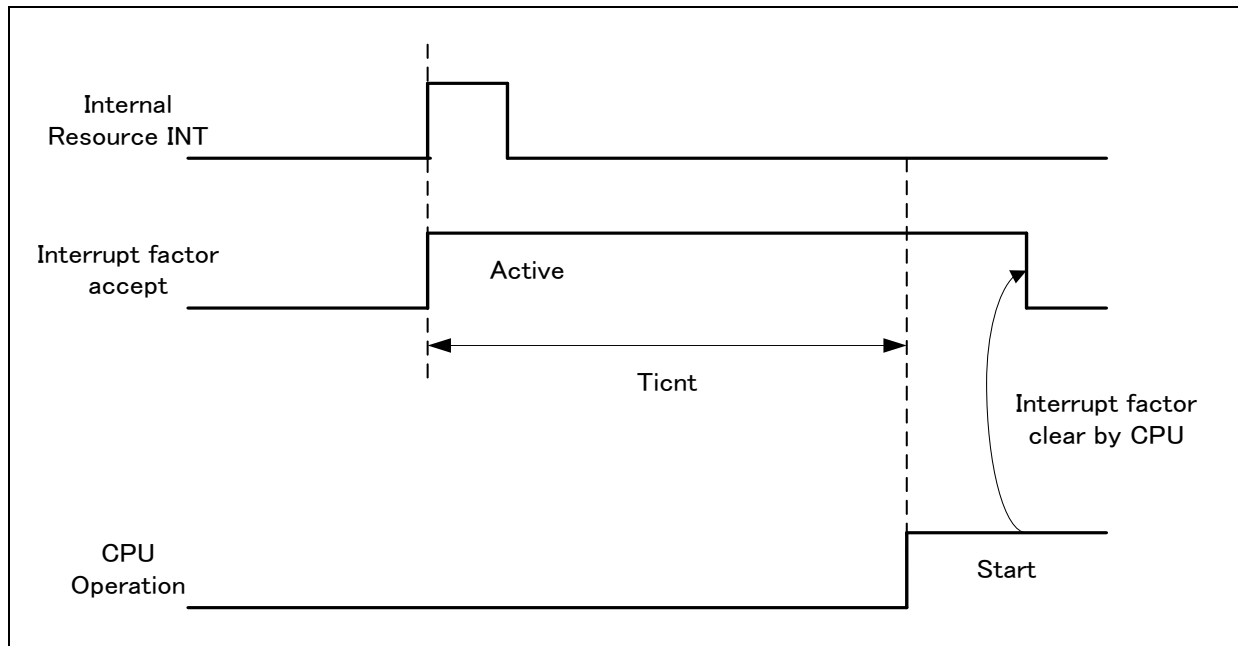 Internal
Resource INT
Interrupt factor
accept
Active
Ticnt
Interrupt factor
clear by CPU
CPU
Operation
Start